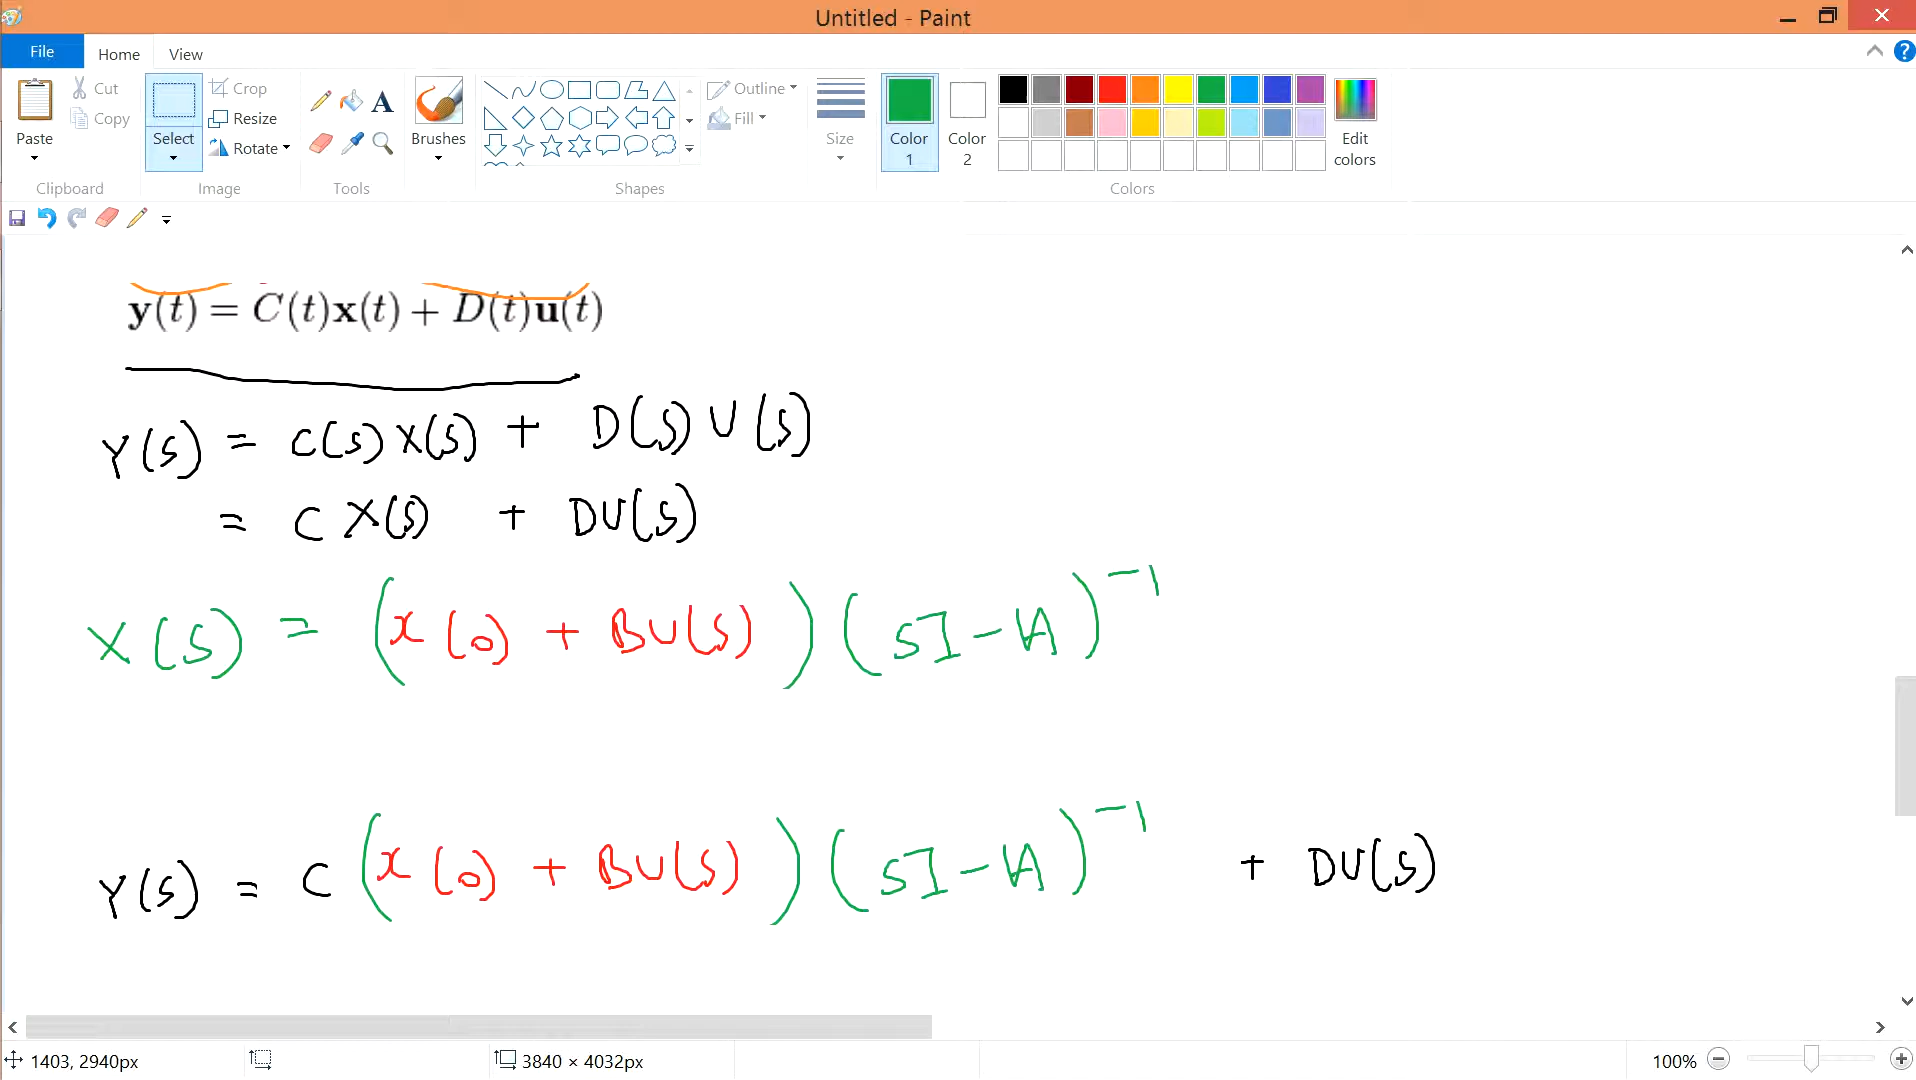 Untitled - Paint
File Home View
Paste Cut Copy Clipboard
Select Crop Resize Rotate Image
Tools
Brushes
Outline Fill Shapes
Size
Color 1 Color 2 Edit colors Colors
y(t) = C(t)x(t) + D(t)u(t)
Y(S) = C(S) X(S) + D(S) U(S)
= C X(S) + DU(S)
X(S) = (x(0) + BU(S)) (SI - A)⁻¹
Y(S) = C (x(0) + BU(S)) (SI - A)⁻¹ + DU(S)
1403, 2940px 3840 × 4032px 100%